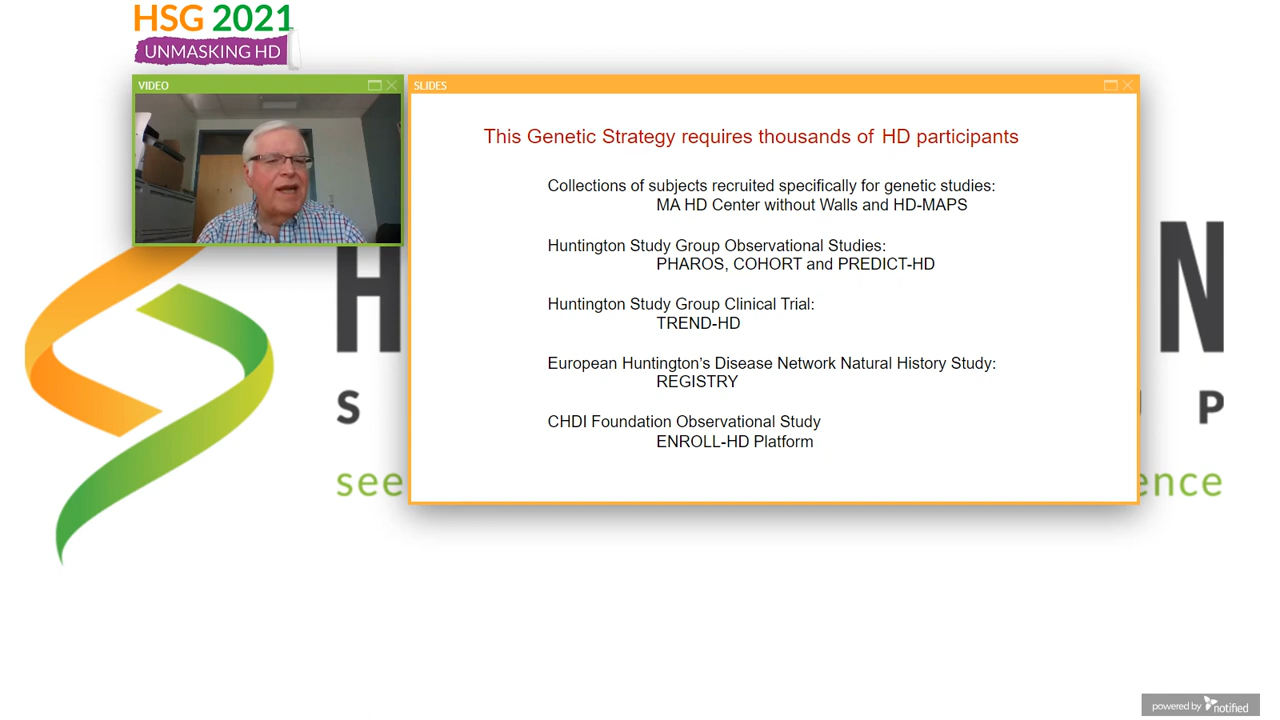 HSG 2021
UNMASKING HD
VIDEO
SLIDES
This Genetic Strategy requires thousands of HD participants
Collections of subjects recruited specifically for genetic studies:
MA HD Center without Walls and HD-MAPS
Huntington Study Group Observational Studies:
PHAROS, COHORT and PREDICT-HD
Huntington Study Group Clinical Trial:
TREND-HD
European Huntington's Disease Network Natural History Study:
REGISTRY
CHDI Foundation Observational Study
ENROLL-HD Platform
H
N
S
P
see
ence
powered by notified